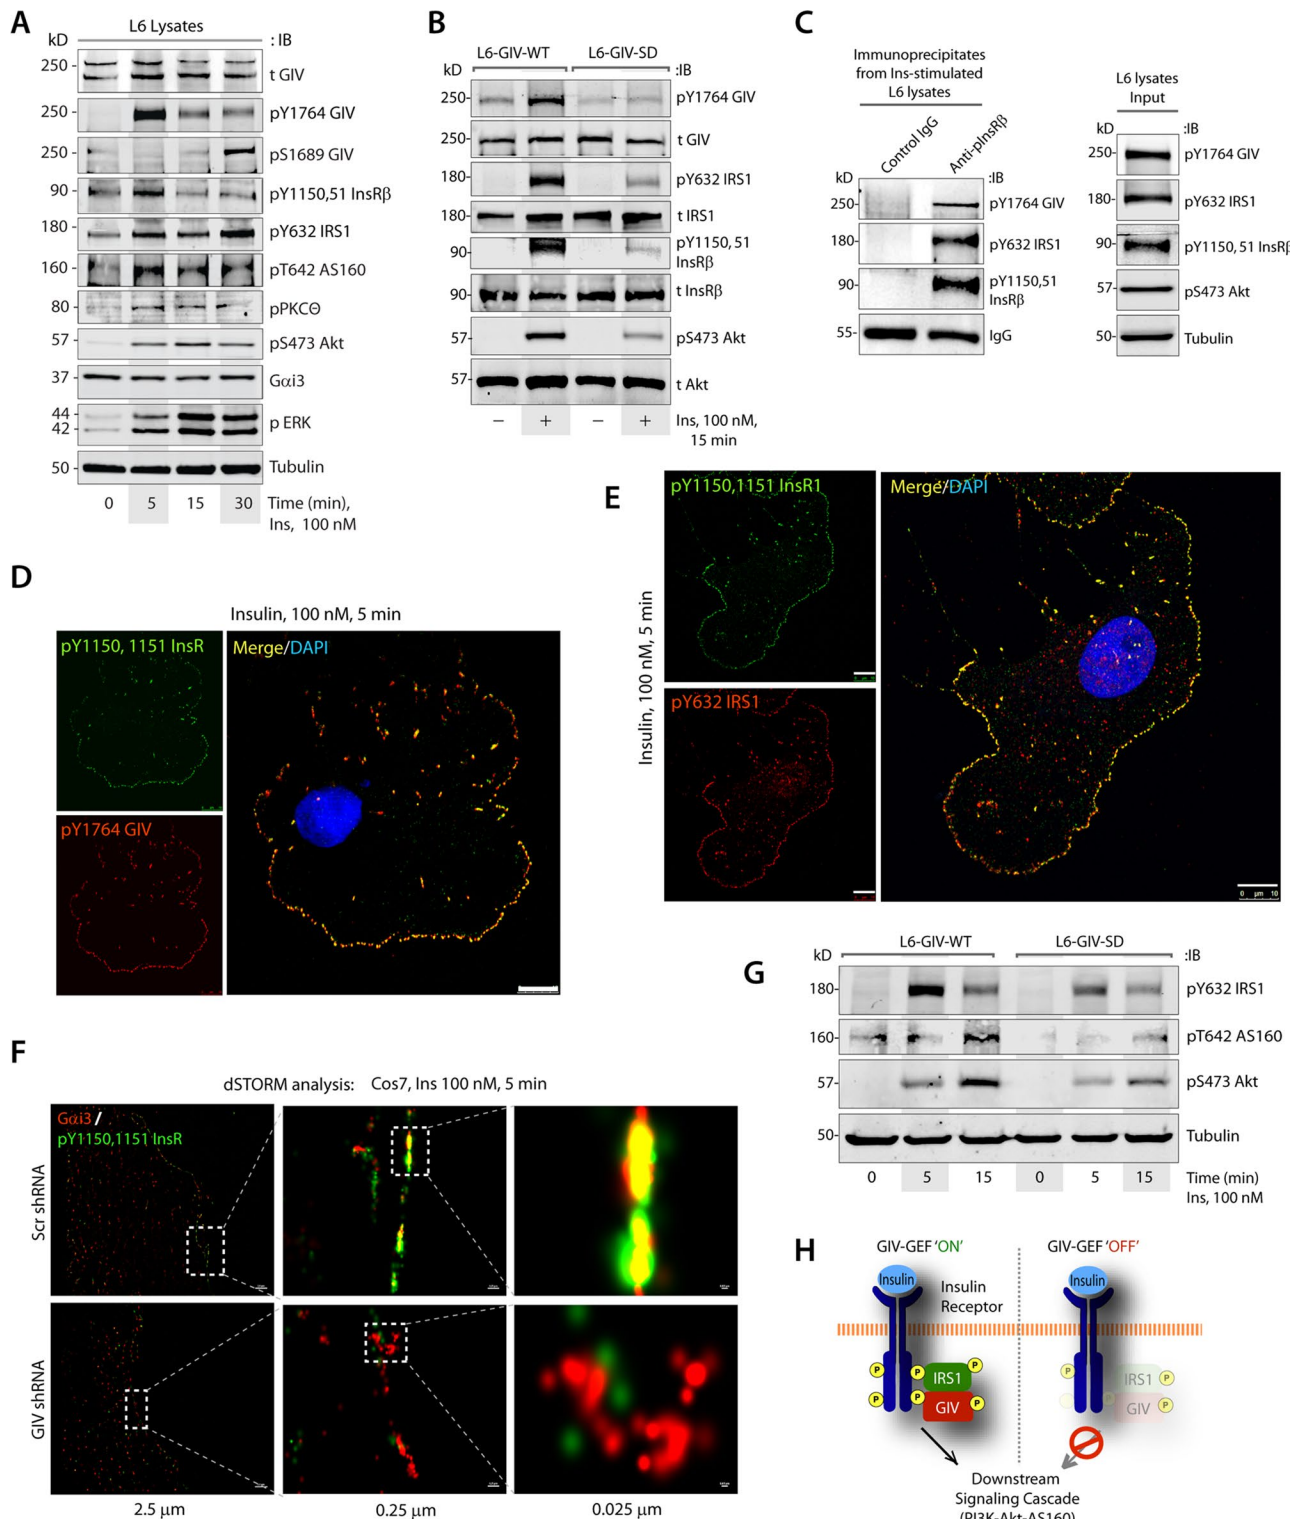 A
L6 Lysates
kD
: IB
250
t GIV
250
pY1764 GIV
250
pS1689 GIV
90
pY1150,51 InsRβ
180
pY632 IRS1
160
pT642 AS160
80
pPKCΘ
57
pS473 Akt
37
Gαi3
44
42
p ERK
50
Tubulin
0 5 15 30 Time (min),
Ins, 100 nM
B
L6-GIV-WT L6-GIV-SD
kD :IB
250 pY1764 GIV
250 t GIV
180 pY632 IRS1
180 t IRS1
90 pY1150,51
InsRβ
90 t InsRβ
57 pS473 Akt
57 t Akt
− + − + Ins, 100 nM,
15 min
C
Immunoprecipitates
from Ins-stimulated
L6 lysates
Control IgG
Anti-pInsRβ
kD :IB
250 pY1764 GIV
180 pY632 IRS1
90 pY1150,51
InsRβ
55 IgG
L6 lysates
Input
kD :IB
250 pY1764 GIV
180 pY632 IRS1
90 pY1150,51 InsRβ
57 pS473 Akt
50 Tubulin
D
Insulin, 100 nM, 5 min
pY1150, 1151 InsR
Merge/DAPI
pY1764 GIV
E
Insulin, 100 nM, 5 min
pY1150,1151 InsR1
Merge/DAPI
pY632 IRS1
0 μm 10
F
dSTORM analysis: Cos7, Ins 100 nM, 5 min
Gαi3 /
pY1150,1151 InsR
Scr shRNA
GIV shRNA
2.5 μm 0.25 μm 0.025 μm
G
L6-GIV-WT L6-GIV-SD
kD :IB
180 pY632 IRS1
160 pT642 AS160
57 pS473 Akt
50 Tubulin
0 5 15 0 5 15 Time (min)
Ins, 100 nM
H
GIV-GEF 'ON' GIV-GEF 'OFF'
Insulin
Insulin
Insulin
Receptor
P P P IRS1
P P GIV P
P P IRS1
GIV P
Downstream
Signaling Cascade
(PI3K-Akt-AS160)